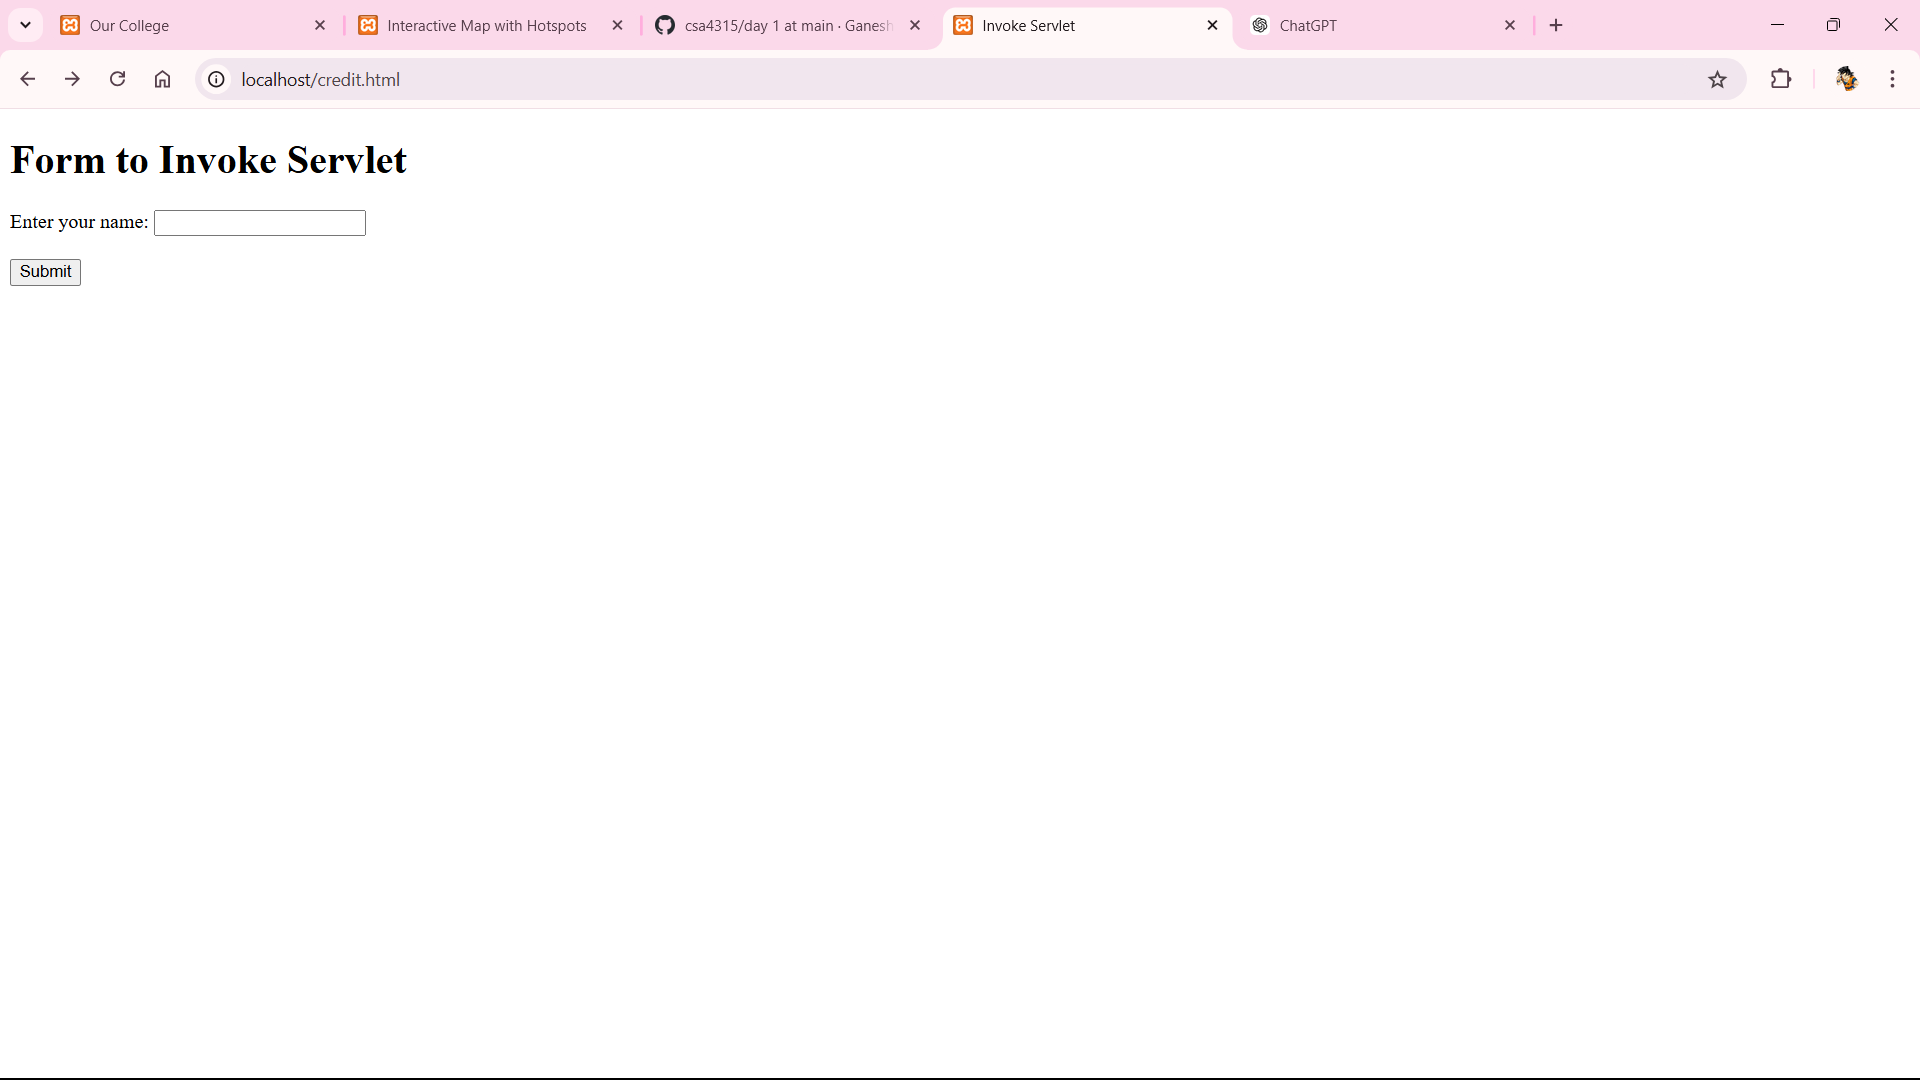 Our College
Interactive Map with Hotspots
csa4315/day 1 at main · Ganesh
Invoke Servlet
ChatGPT
localhost/credit.html
Form to Invoke Servlet
Enter your name:
Submit